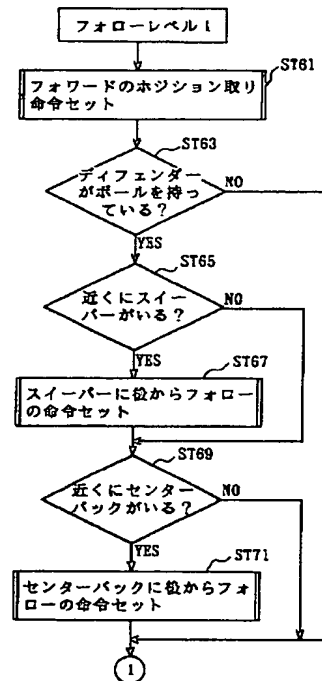 フォローレベル1
ST61
フォワードのホジション取り
命令セット
ST63
ディフェンダー
がボールを持っ
ている?
NO
YES
ST65
近くにスイー
パーがいる?
NO
YES
ST67
スイーパーに後からフォロー
の命令セット
ST69
近くにセンター
バックがいる?
NO
YES
ST71
センターバックに後からフォ
ローの命令セット
1